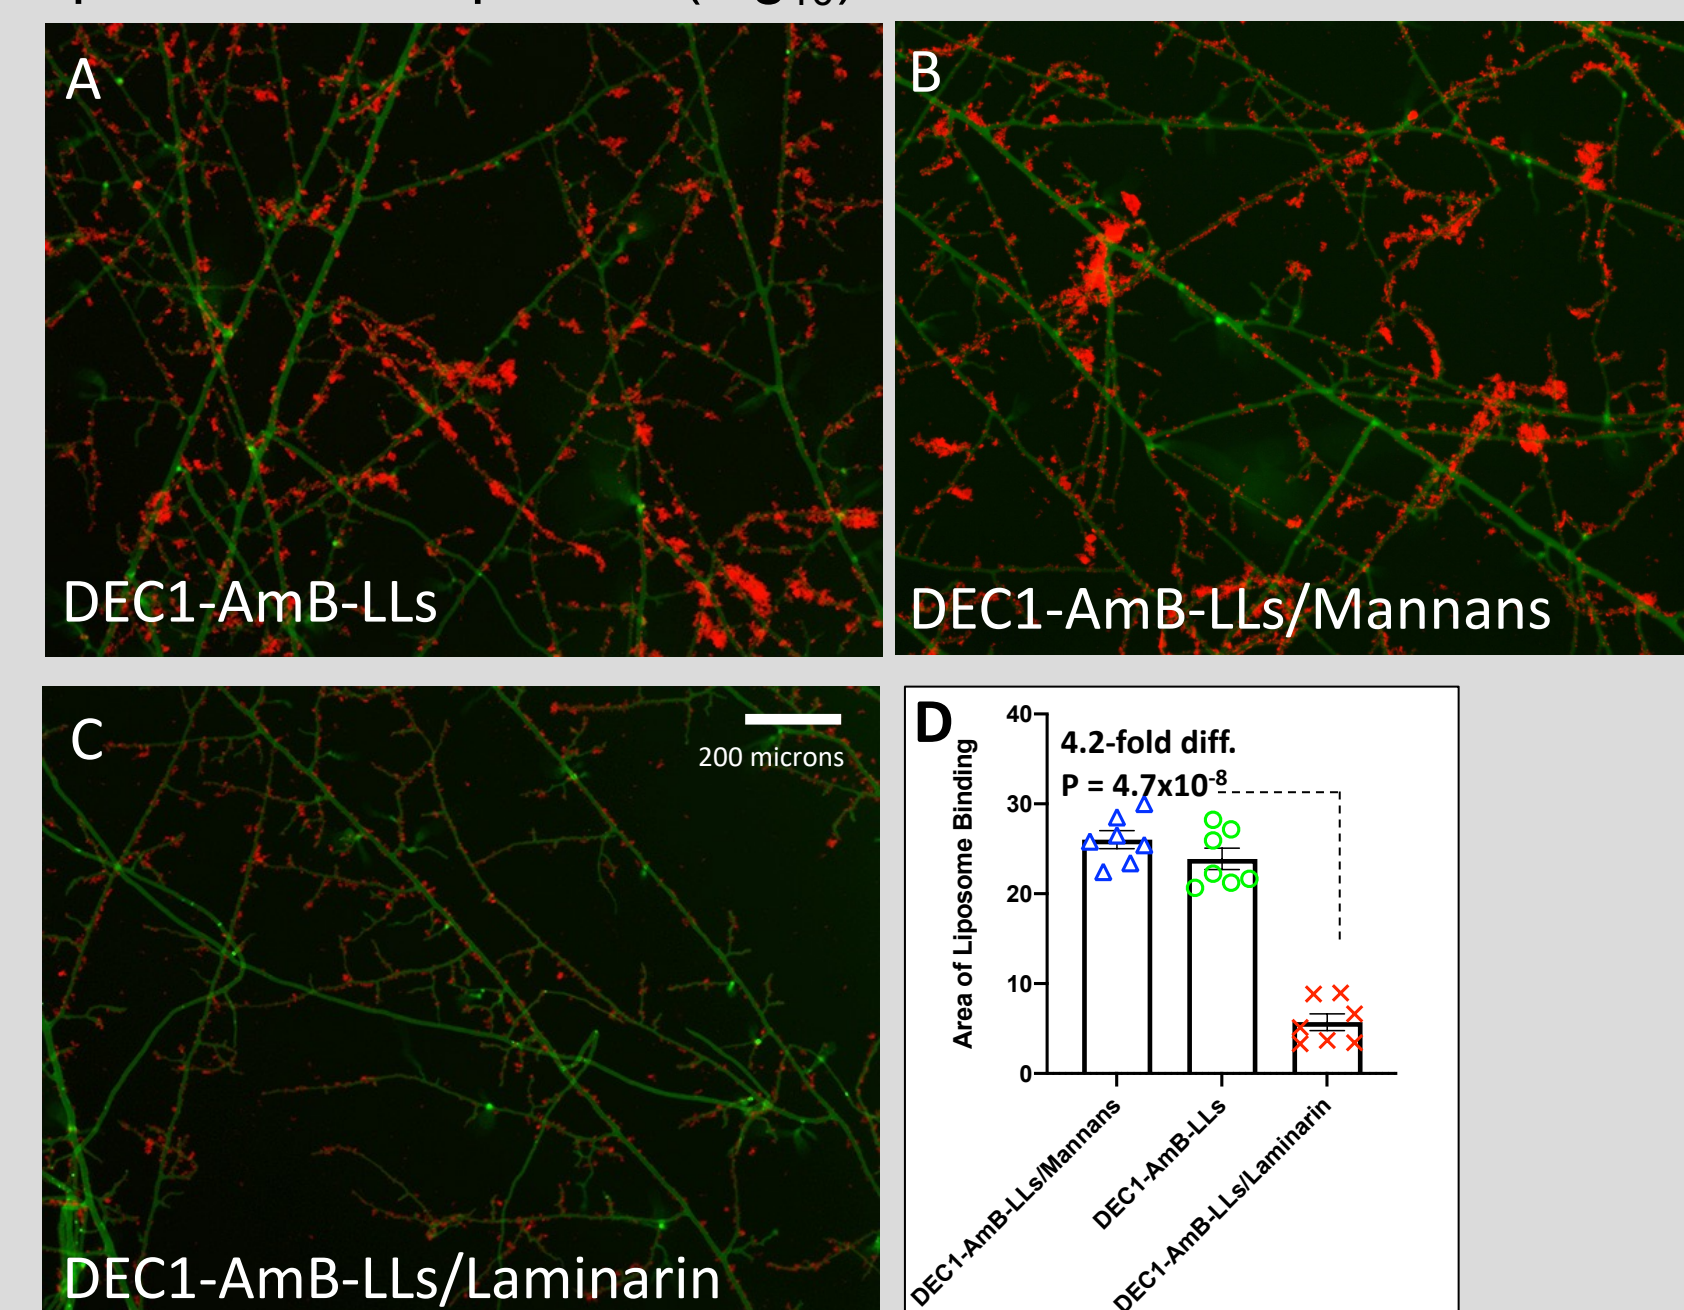 A
DEC1-AmB-LLs
B
DEC1-AmB-LLs/Mannans
C
200 microns
DEC1-AmB-LLs/Laminarin
D
4.2-fold diff.
P = 4.7x10⁻⁸
Area of Liposome Binding
40
30
20
10
0
DEC1-AmB-LLs/Mannans
DEC1-AmB-LLs
DEC1-AmB-LLs/Laminarin